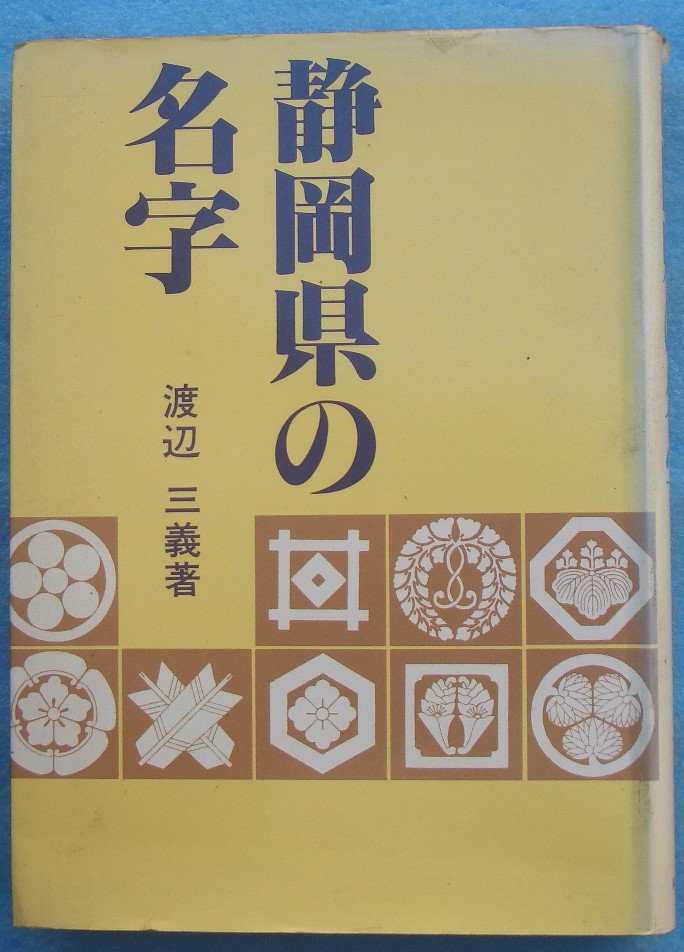 静岡県の
名字
渡辺 三義著